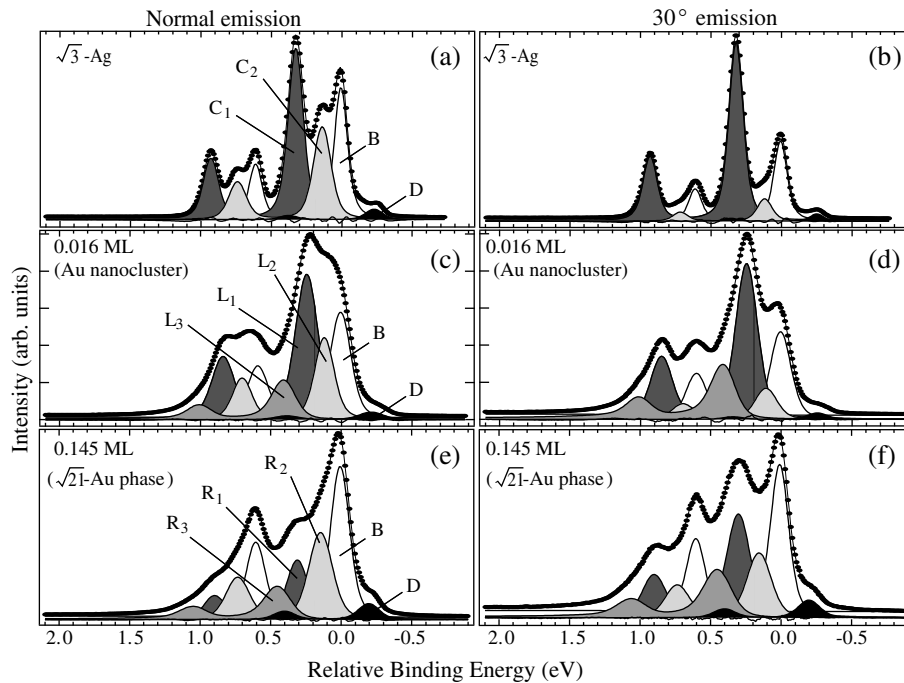 Normal emission
30° emission
√3 -Ag
(a)
C₂
C₁
B
D
√3 -Ag
(b)
0.016 ML
(Au nanocluster)
(c)
L₂
L₁
L₃
B
D
0.016 ML
(Au nanocluster)
(d)
0.145 ML
(√21-Au phase)
(e)
R₂
R₁
R₃
B
D
0.145 ML
(√21-Au phase)
(f)
Intensity (arb. units)
2.0 1.5 1.0 0.5 0.0 -0.5
2.0 1.5 1.0 0.5 0.0 -0.5
Relative Binding Energy (eV)